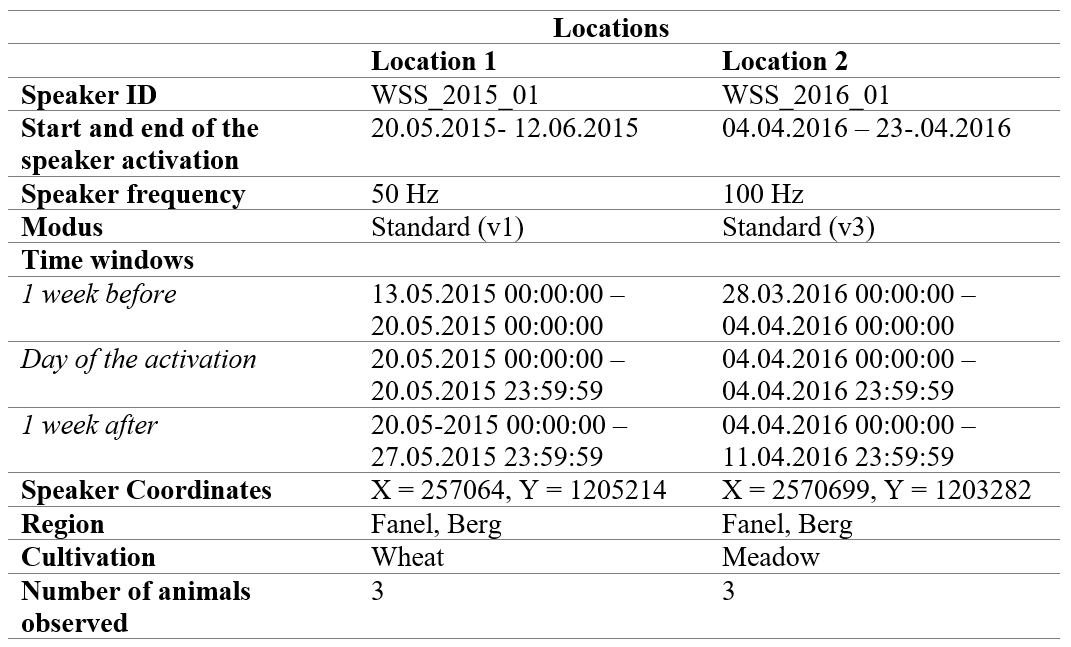 Locations
Location 1 Location 2
Speaker ID WSS_2015_01 WSS_2016_01
Start and end of the 20.05.2015- 12.06.2015 04.04.2016 – 23-.04.2016
speaker activation
Speaker frequency 50 Hz 100 Hz
Modus Standard (v1) Standard (v3)
Time windows
1 week before 13.05.2015 00:00:00 – 28.03.2016 00:00:00 –
20.05.2015 00:00:00 04.04.2016 00:00:00
Day of the activation 20.05.2015 00:00:00 – 04.04.2016 00:00:00 –
20.05.2015 23:59:59 04.04.2016 23:59:59
1 week after 20.05-2015 00:00:00 – 04.04.2016 00:00:00 –
27.05.2015 23:59:59 11.04.2016 23:59:59
Speaker Coordinates X = 257064, Y = 1205214 X = 2570699, Y = 1203282
Region Fanel, Berg Fanel, Berg
Cultivation Wheat Meadow
Number of animals 3 3
observed